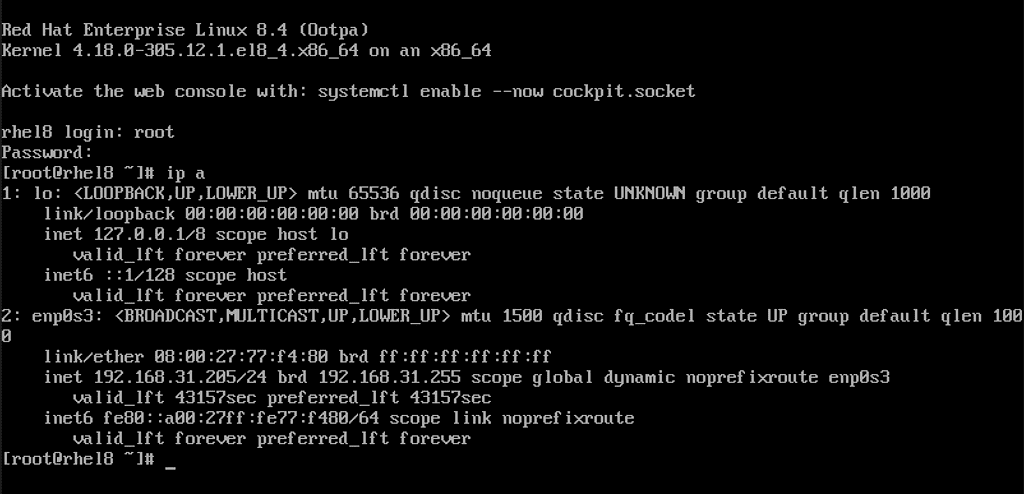 Red Hat Enterprise Linux 8.4 (Ootpa)
Kernel 4.18.0-305.12.1.el8_4.x86_64 on an x86_64
Activate the web console with: systemctl enable --now cockpit.socket
rhel8 login: root
Password:
[root@rhel8 ~]# ip a
1: lo: <LOOPBACK,UP,LOWER_UP> mtu 65536 qdisc noqueue state UNKNOWN group default qlen 1000
    link/loopback 00:00:00:00:00:00 brd 00:00:00:00:00:00
    inet 127.0.0.1/8 scope host lo
       valid_lft forever preferred_lft forever
    inet6 ::1/128 scope host
       valid_lft forever preferred_lft forever
2: enp0s3: <BROADCAST,MULTICAST,UP,LOWER_UP> mtu 1500 qdisc fq_codel state UP group default qlen 100
0
    link/ether 08:00:27:77:f4:80 brd ff:ff:ff:ff:ff:ff
    inet 192.168.31.205/24 brd 192.168.31.255 scope global dynamic noprefixroute enp0s3
       valid_lft 43157sec preferred_lft 43157sec
    inet6 fe80::a00:27ff:fe77:f480/64 scope link noprefixroute
       valid_lft forever preferred_lft forever
[root@rhel8 ~]# _